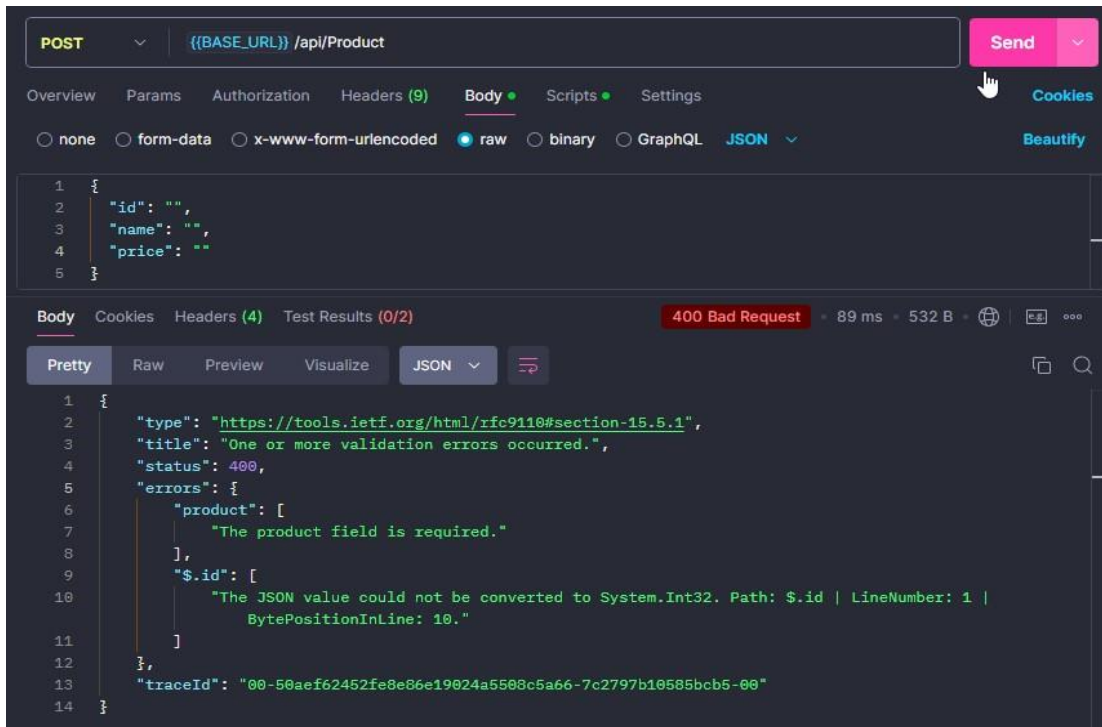 POST {{BASE_URL}} /api/Product Send
Overview Params Authorization Headers (9) Body Scripts Settings Cookies
none form-data x-www-form-urlencoded raw binary GraphQL JSON Beautify
1 {
2 "id": "",
3 "name": "",
4 "price": ""
5 }
Body Cookies Headers (4) Test Results (0/2) 400 Bad Request 89 ms 532 B e.g.
Pretty Raw Preview Visualize JSON
1 {
2 "type": "https://tools.ietf.org/html/rfc9110#section-15.5.1",
3 "title": "One or more validation errors occurred.",
4 "status": 400,
5 "errors": {
6 "product": [
7 "The product field is required."
8 ],
9 "$.id": [
10 "The JSON value could not be converted to System.Int32. Path: $.id | LineNumber: 1 |
BytePositionInLine: 10."
11 ]
12 },
13 "traceId": "00-50aef62452fe8e86e19024a5508c5a66-7c2797b10585bcb5-00"
14 }